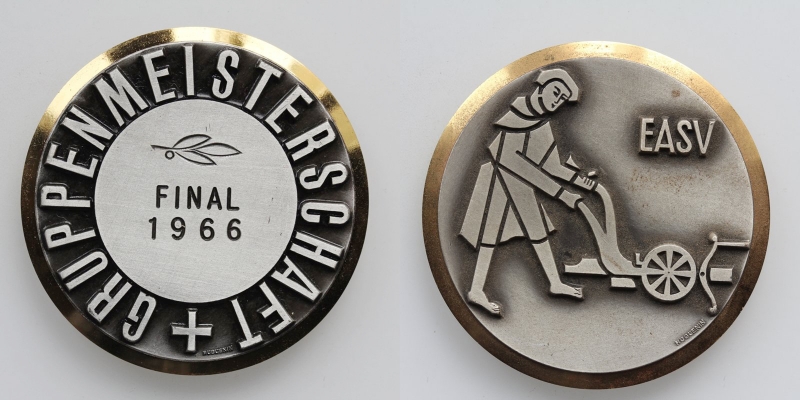 GRUPPENMEISTERSCHAFT
FINAL
1966
EASV